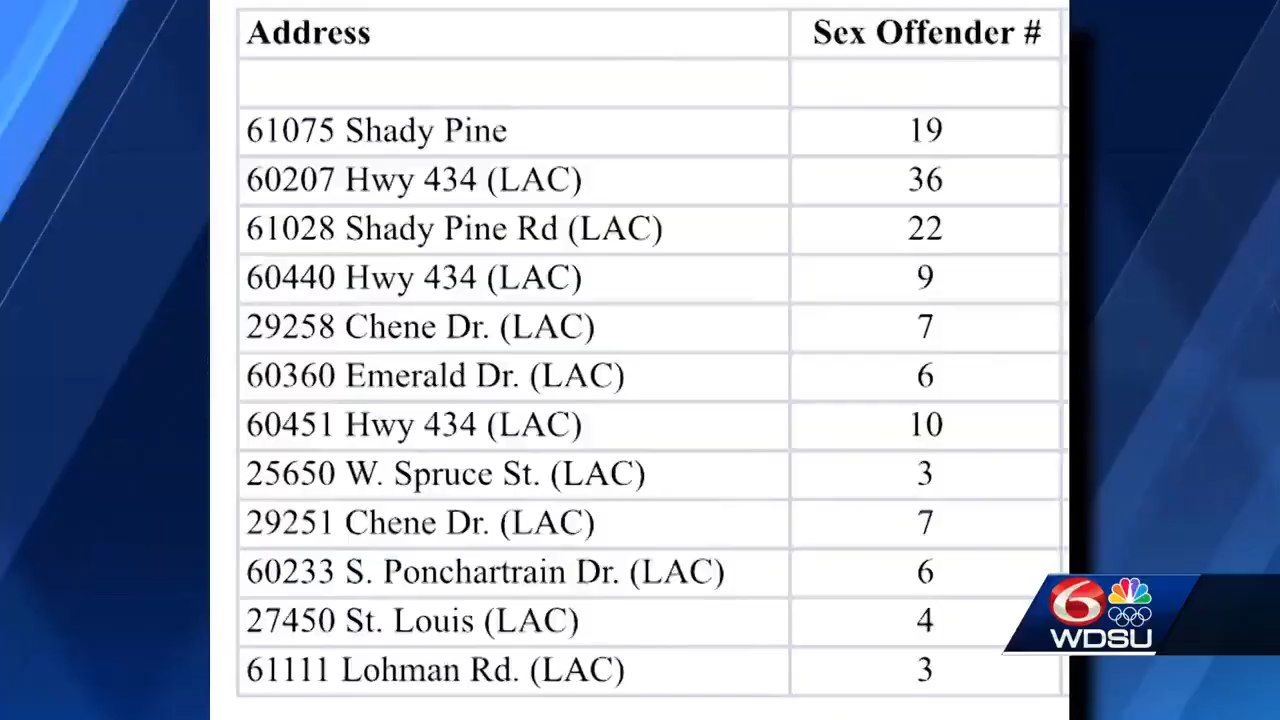 Address Sex Offender #
61075 Shady Pine 19
60207 Hwy 434 (LAC) 36
61028 Shady Pine Rd (LAC) 22
60440 Hwy 434 (LAC) 9
29258 Chene Dr. (LAC) 7
60360 Emerald Dr. (LAC) 6
60451 Hwy 434 (LAC) 10
25650 W. Spruce St. (LAC) 3
29251 Chene Dr. (LAC) 7
60233 S. Ponchartrain Dr. (LAC) 6
27450 St. Louis (LAC) 4
61111 Lohman Rd. (LAC) 3
6
WDSU